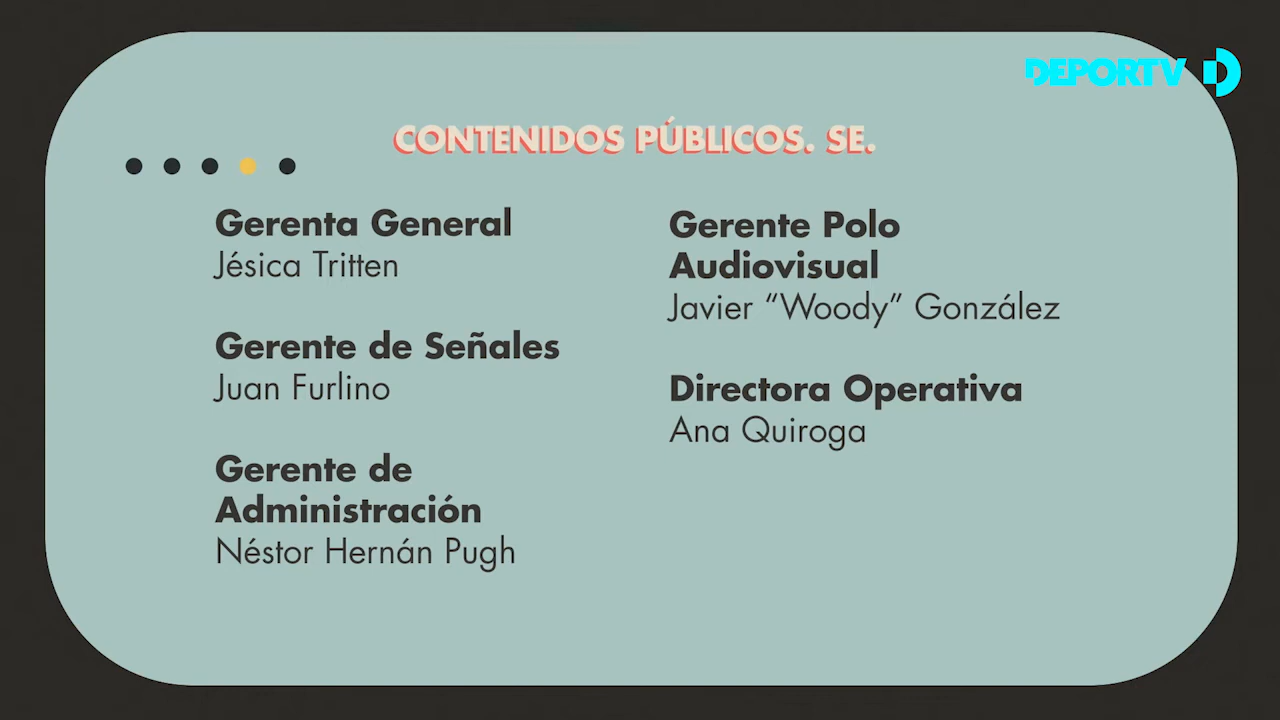 DEPORTV
CONTENIDOS PÚBLICOS. SE.
Gerenta General
Jésica Tritten
Gerente de Señales
Juan Furlino
Gerente de
Administración
Néstor Hernán Pugh
Gerente Polo
Audiovisual
Javier “Woody” González
Directora Operativa
Ana Quiroga